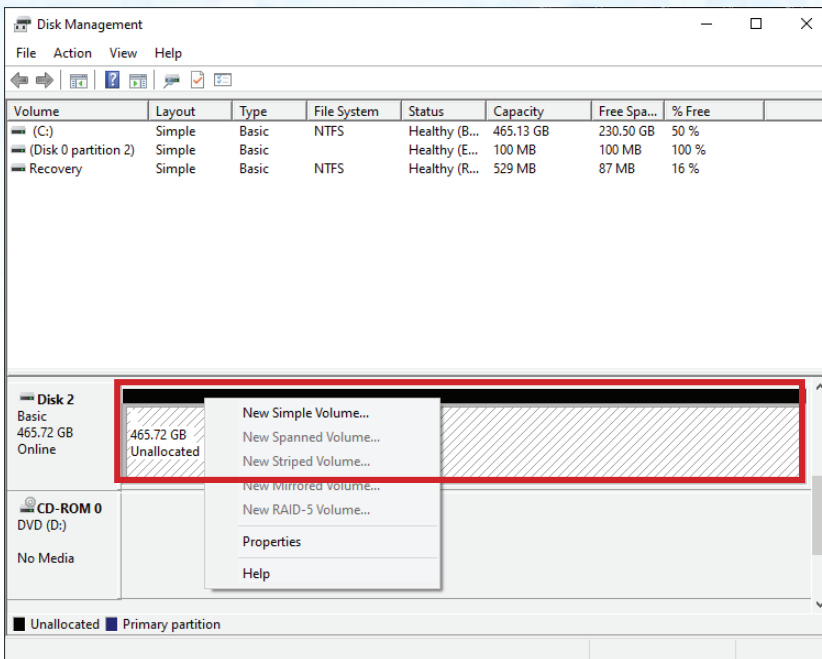 Disk Management
File Action View Help
Volume Layout Type File System Status Capacity Free Spa... % Free
(C:) Simple Basic NTFS Healthy (B... 465.13 GB 230.50 GB 50 %
(Disk 0 partition 2) Simple Basic Healthy (E... 100 MB 100 MB 100 %
Recovery Simple Basic NTFS Healthy (R... 529 MB 87 MB 16 %
Disk 2
Basic
465.72 GB
Online
465.72 GB
Unallocated
New Simple Volume...
New Spanned Volume...
New Striped Volume...
New Mirrored Volume...
New RAID-5 Volume...
Properties
Help
CD-ROM 0
DVD (D:)
No Media
Unallocated Primary partition